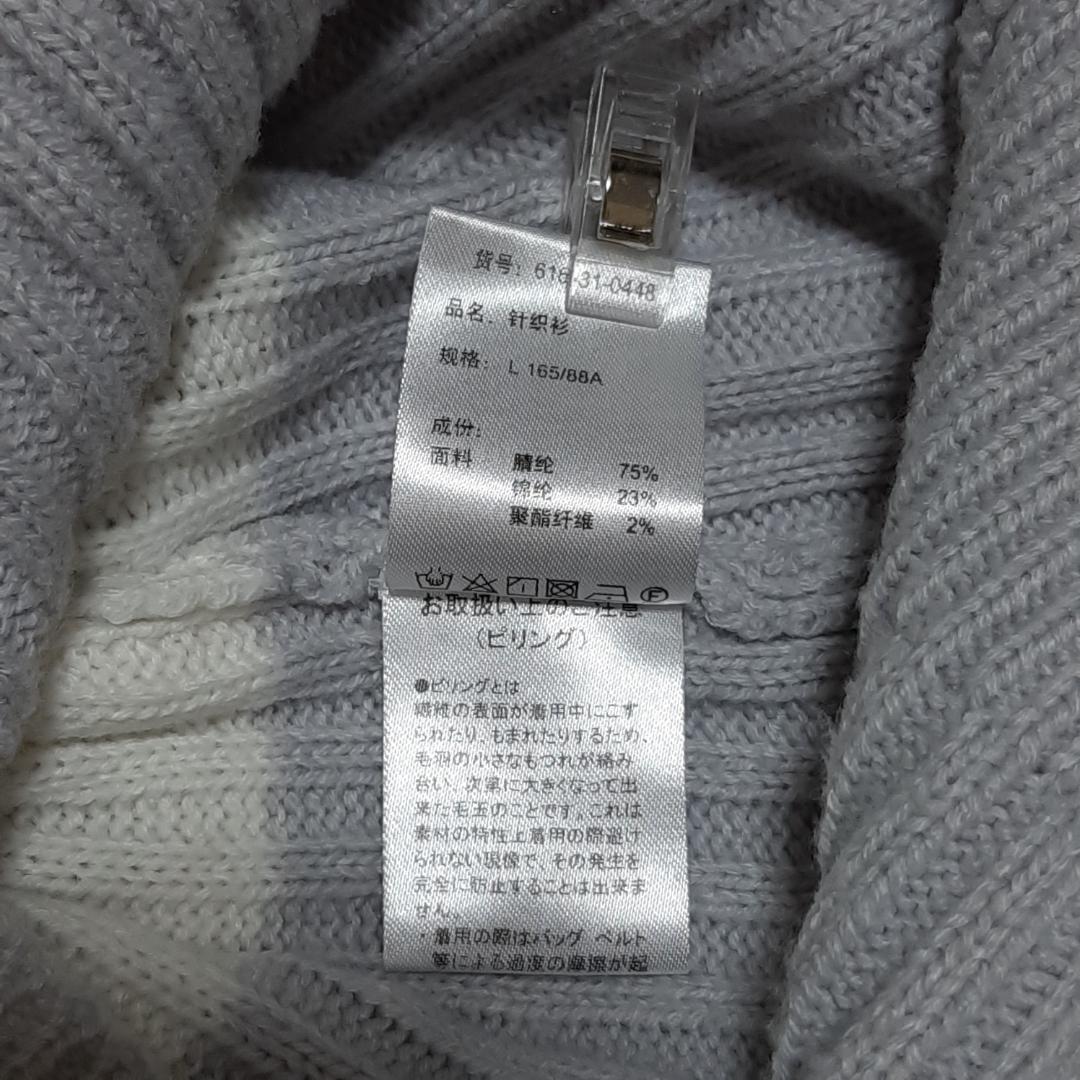 货号: 616-31-0448
品名: 针织衫
规格: L 165/88A
成份:
面料 腈纶 75%
锦纶 23%
聚酯纤维 2%
F
お取扱い上のご注意
(ピリング)
●ピリングとは
繊維の表面が着用中にこす
られたり、もまれたりするため、
毛羽の小さなもつれが絡み
合い、次第に大きくなって出
来た毛玉のことです。これは
素材の特性上着用の際避け
られない現像で、その発生を
完全に防止することは出来ま
せん。
・着用の際はバッグ ベルト
等による過度の摩擦が起